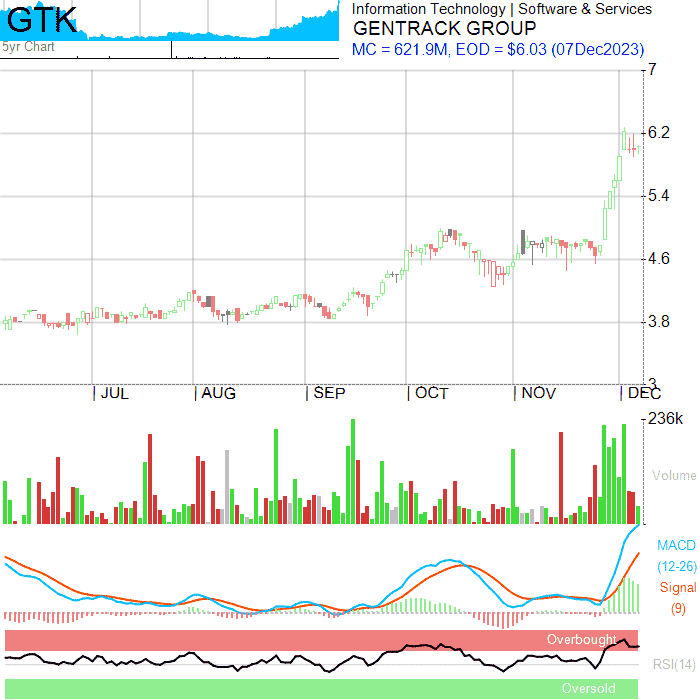 GTK
5yr Chart
Information Technology | Software & Services
GENTRACK GROUP
MC = 621.9M, EOD = $6.03 (07Dec2023)
7
6.2
5.4
4.6
3.8
3
JUL AUG SEP OCT NOV DEC
236k
Volume
MACD
(12-26)
Signal
(9)
Overbought
RSI(14)
Oversold